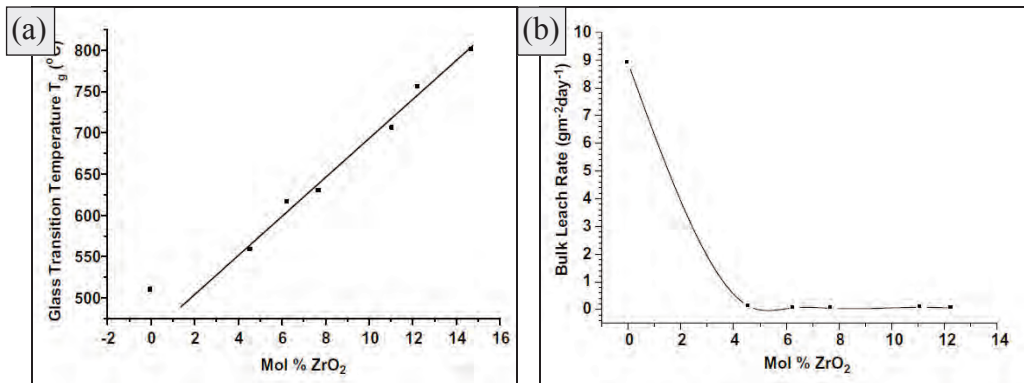 (a)
Glass Transition Temperature T_g (°C)
800
750
700
650
600
550
500
-2 0 2 4 6 8 10 12 14 16
Mol % ZrO₂
(b)
Bulk Leach Rate (gm⁻²day⁻¹)
10
9
8
7
6
5
4
3
2
1
0
0 2 4 6 8 10 12 14
Mol % ZrO₂